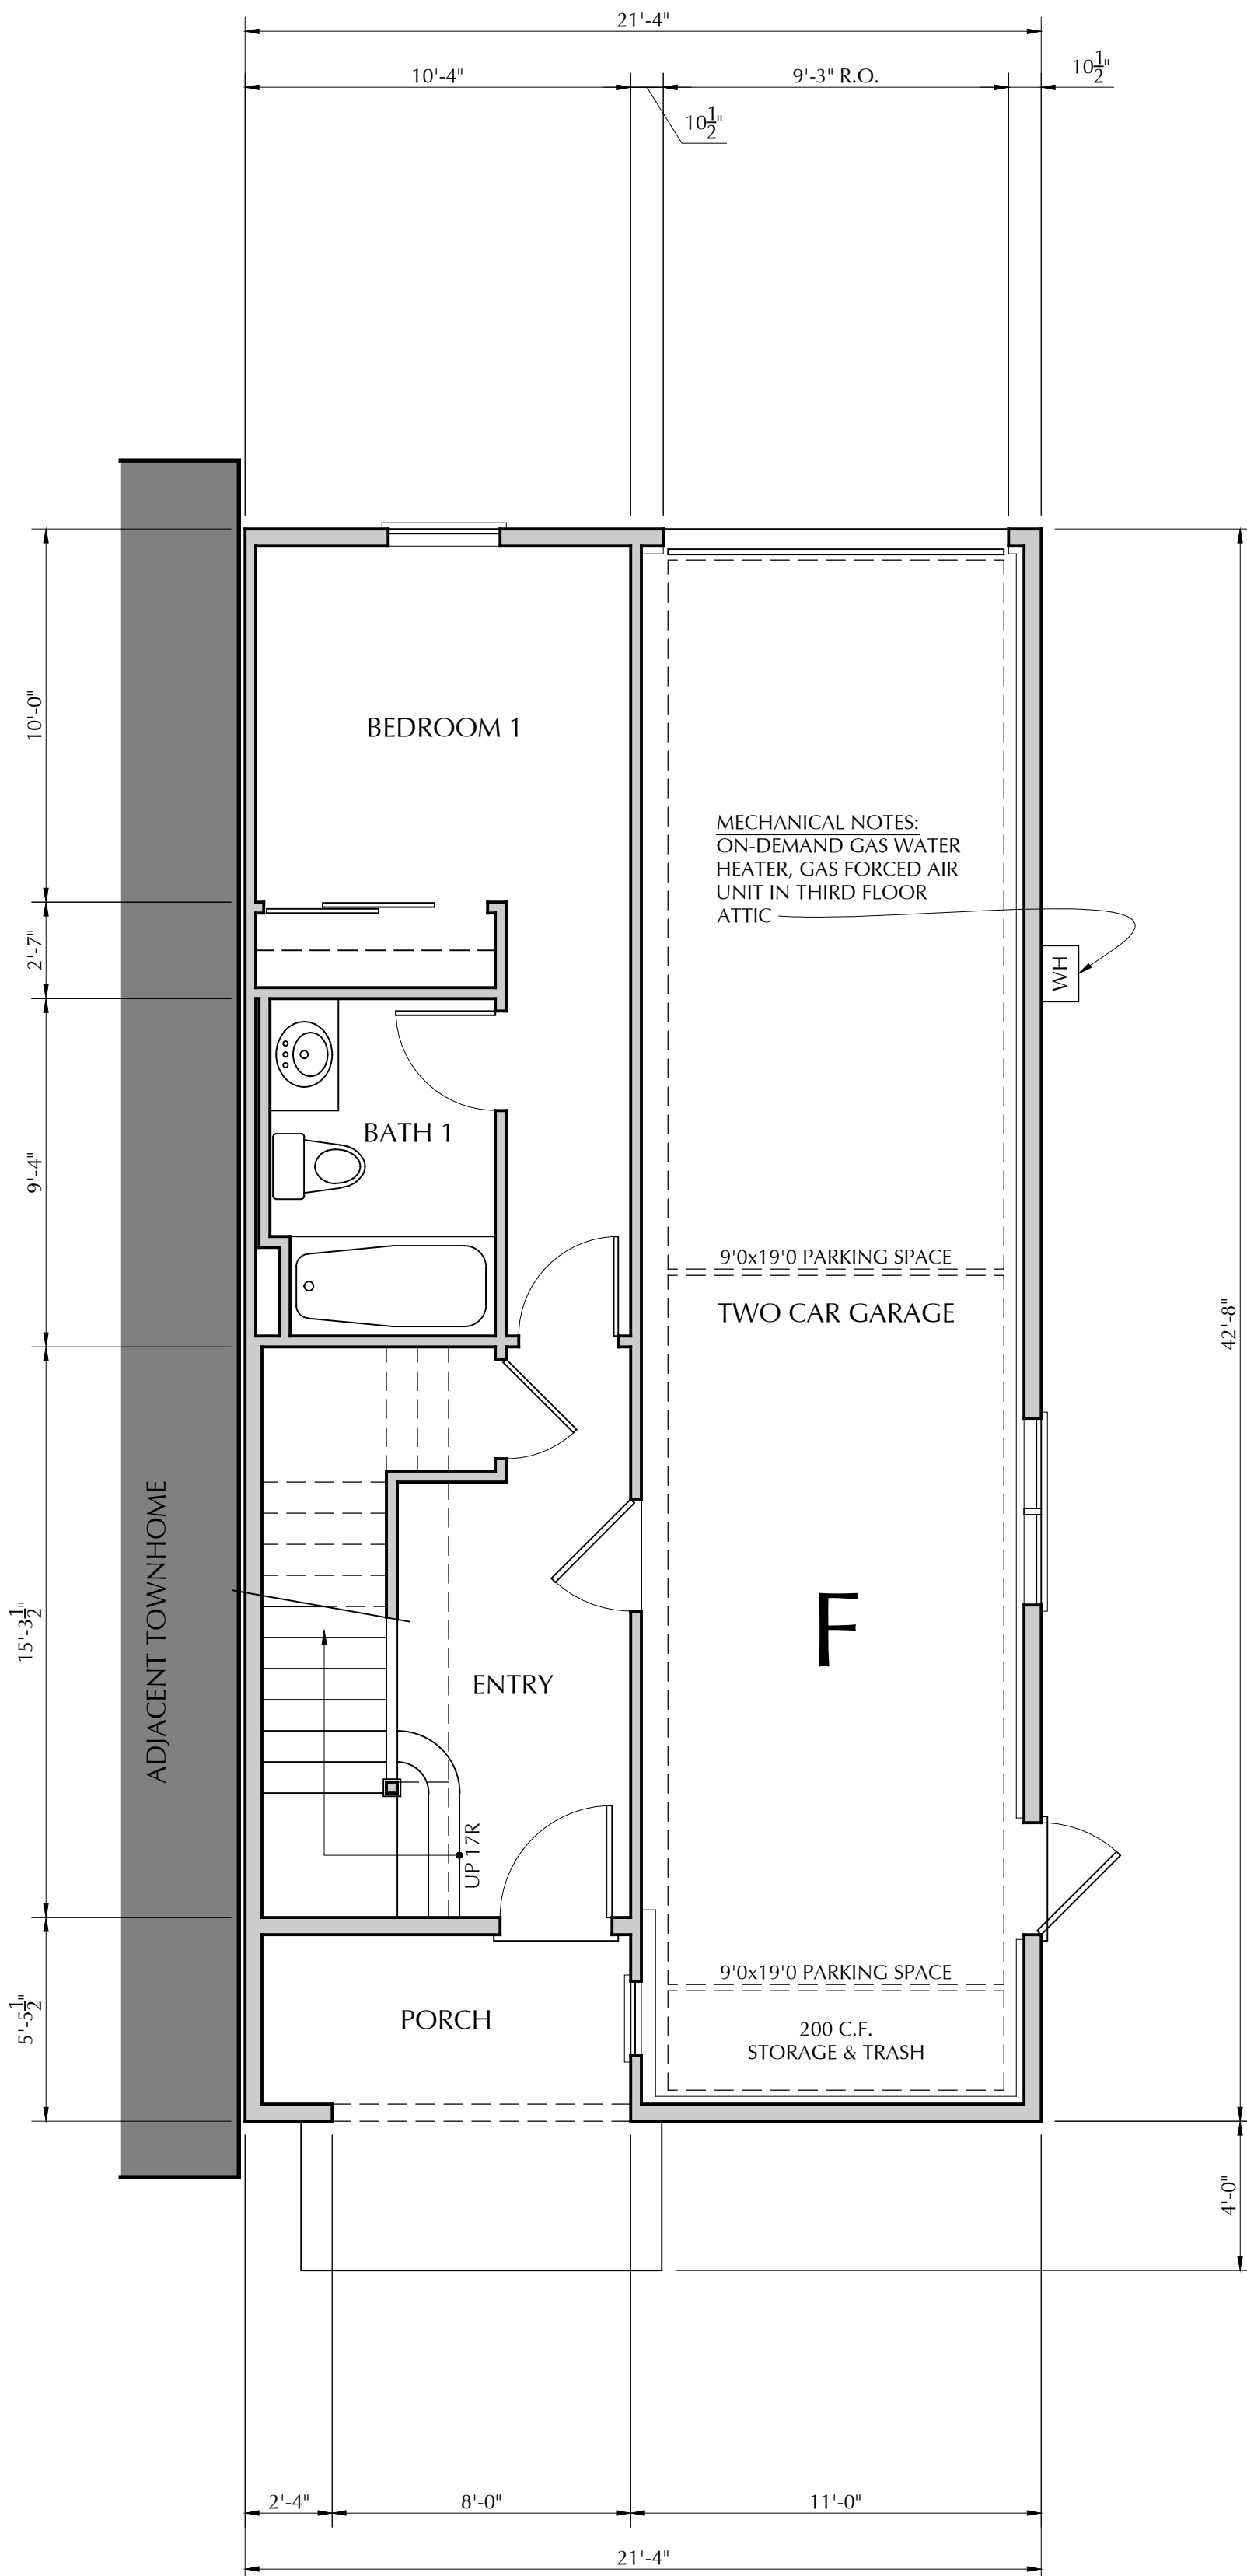 21'-4"
10'-4"
9'-3" R.O.
10 1/2"
10 1/2"
10'-0"
BEDROOM 1
MECHANICAL NOTES:
ON-DEMAND GAS WATER
HEATER, GAS FORCED AIR
UNIT IN THIRD FLOOR
ATTIC
2'-7"
WH
BATH 1
9'-4"
9'0x19'0 PARKING SPACE
TWO CAR GARAGE
42'-8"
ADJACENT TOWNHOME
15'-3 1/2"
F
ENTRY
UP 17R
9'0x19'0 PARKING SPACE
5'-5 1/2"
PORCH
200 C.F.
STORAGE & TRASH
4'-0"
2'-4"
8'-0"
11'-0"
21'-4"